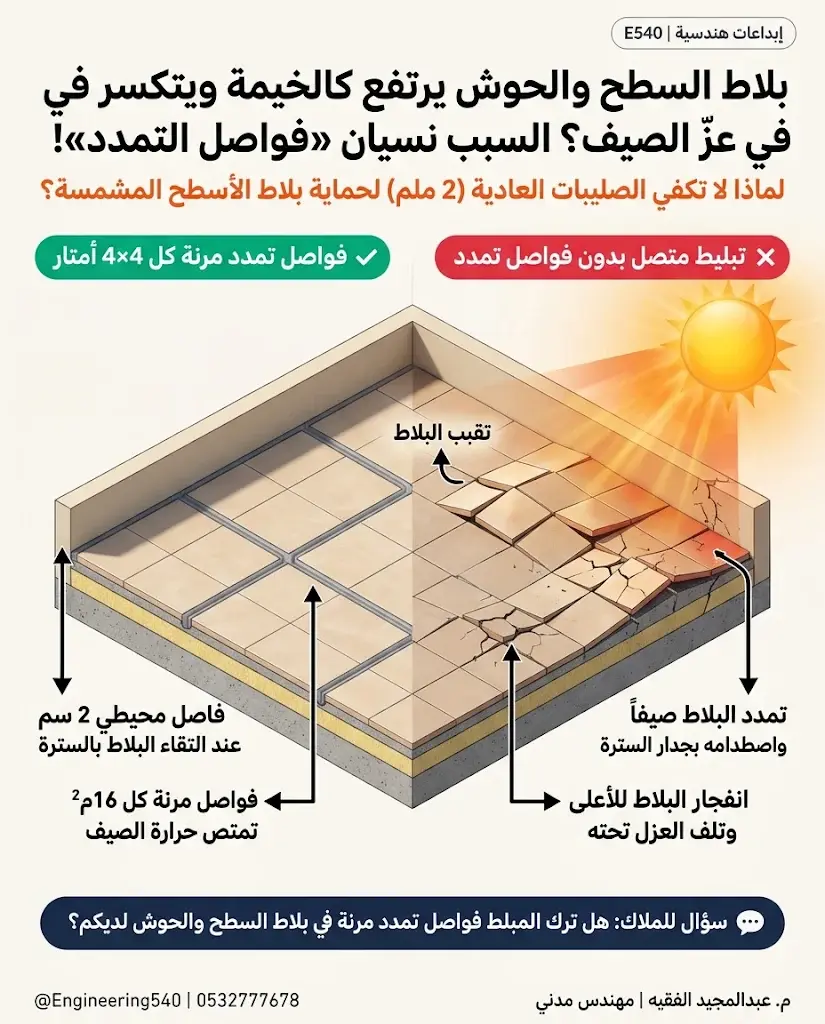 إبداعات هندسية | E540
بلاط السطح والحوش يرتفع كالخيمة ويتكسر في
في عزّ الصيف؟ السبب نسيان «فواصل التمدد»!
لماذا لا تكفي الصليبات العادية (2 ملم) لحماية بلاط الأسطح المشمسة؟
تبليط متصل بدون فواصل تمدد
فواصل تمدد مرنة كل 4×4 أمتار
تقبب البلاط
تمدد البلاط صيفاً
واصطدامه بجدار السترة
فاصل محيطي 2 سم
عند التقاء البلاط بالسترة
انفجار البلاط للأعلى
وتلف العزل تحته
فواصل مرنة كل 16م²
تمتص حرارة الصيف
سؤال للملاك: هل ترك المبلط فواصل تمدد مرنة في بلاط السطح والحوش لديكم؟
م. عبدالمجيد الفقيه | مهندس مدني
@Engineering540 | 0532777678